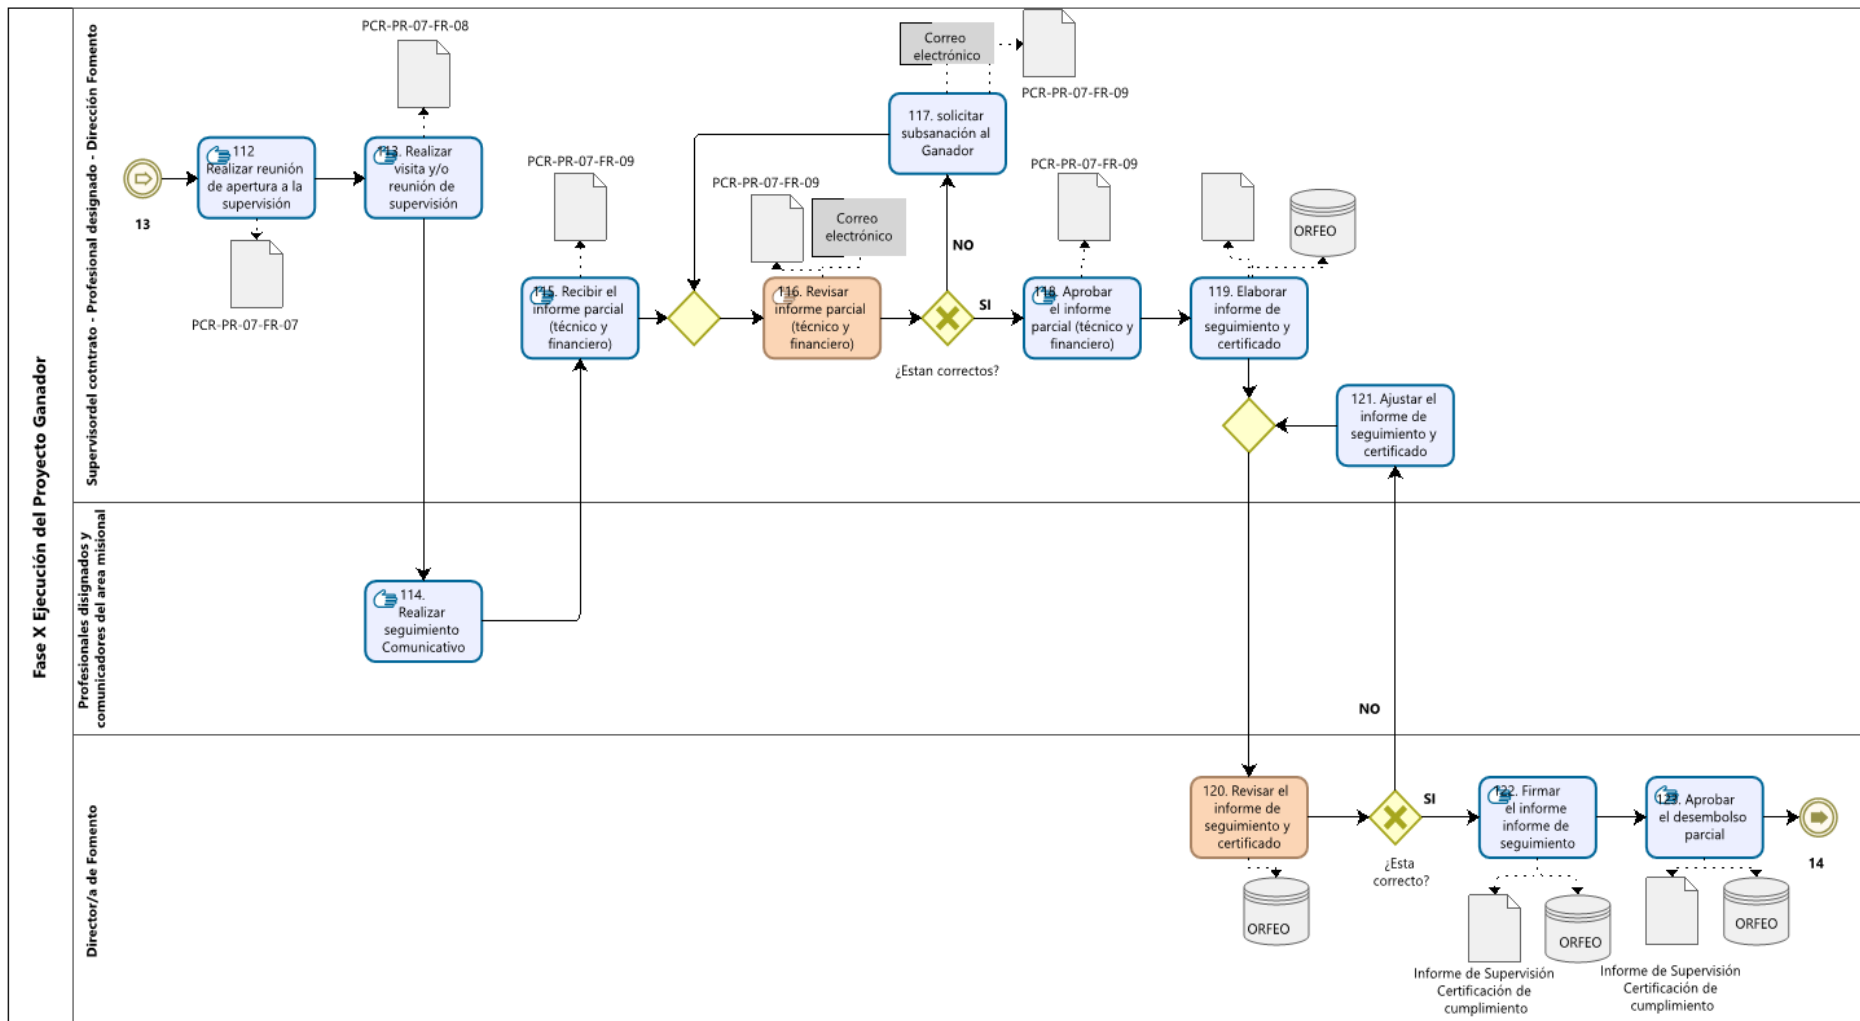 Fase X Ejecución del Proyecto Ganador
Supervisordel cotntrato - Profesional designado - Dirección Fomento
PCR-PR-07-FR-08
13
112
Realizar reunión
de apertura a la
supervisión
PCR-PR-07-FR-07
113. Realizar
visita y/o
reunión de
supervisión
PCR-PR-07-FR-09
115. Recibir el
informe parcial
(técnico y
financiero)
PCR-PR-07-FR-09
Correo
electrónico
116. Revisar
informe parcial
(técnico y
financiero)
Correo
electrónico
PCR-PR-07-FR-09
117. solicitar
subsanación al
Ganador
NO
SI
¿Estan correctos?
PCR-PR-07-FR-09
118. Aprobar
el informe
parcial (técnico y
financiero)
ORFEO
119. Elaborar
informe de
seguimiento y
certificado
121. Ajustar el
informe de
seguimiento y
certificado
Profesionales disignados y
comunicadores del area misional
114.
Realizar
seguimiento
Comunicativo
NO
Director/a de Fomento
120. Revisar el
informe de
seguimiento y
certificado
ORFEO
SI
¿Esta
correcto?
122. Firmar
el informe
informe de
seguimiento
ORFEO
Informe de Supervisión
Certificación de
cumplimiento
123. Aprobar
el desembolso
parcial
ORFEO
Informe de Supervisión
Certificación de
cumplimiento
14